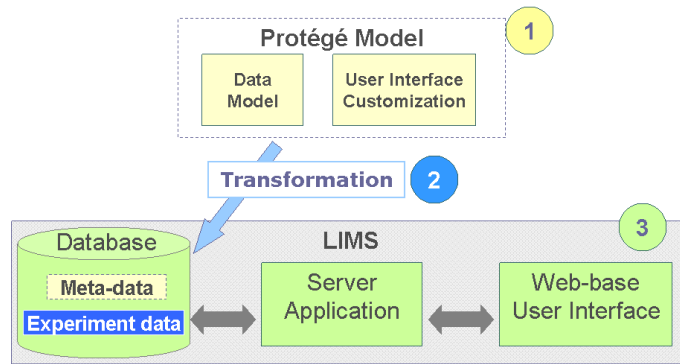 Protégé Model
1
Data
Model
User Interface
Customization
Transformation
2
3
Database
LIMS
Meta-data
Experiment data
Server
Application
Web-base
User Interface